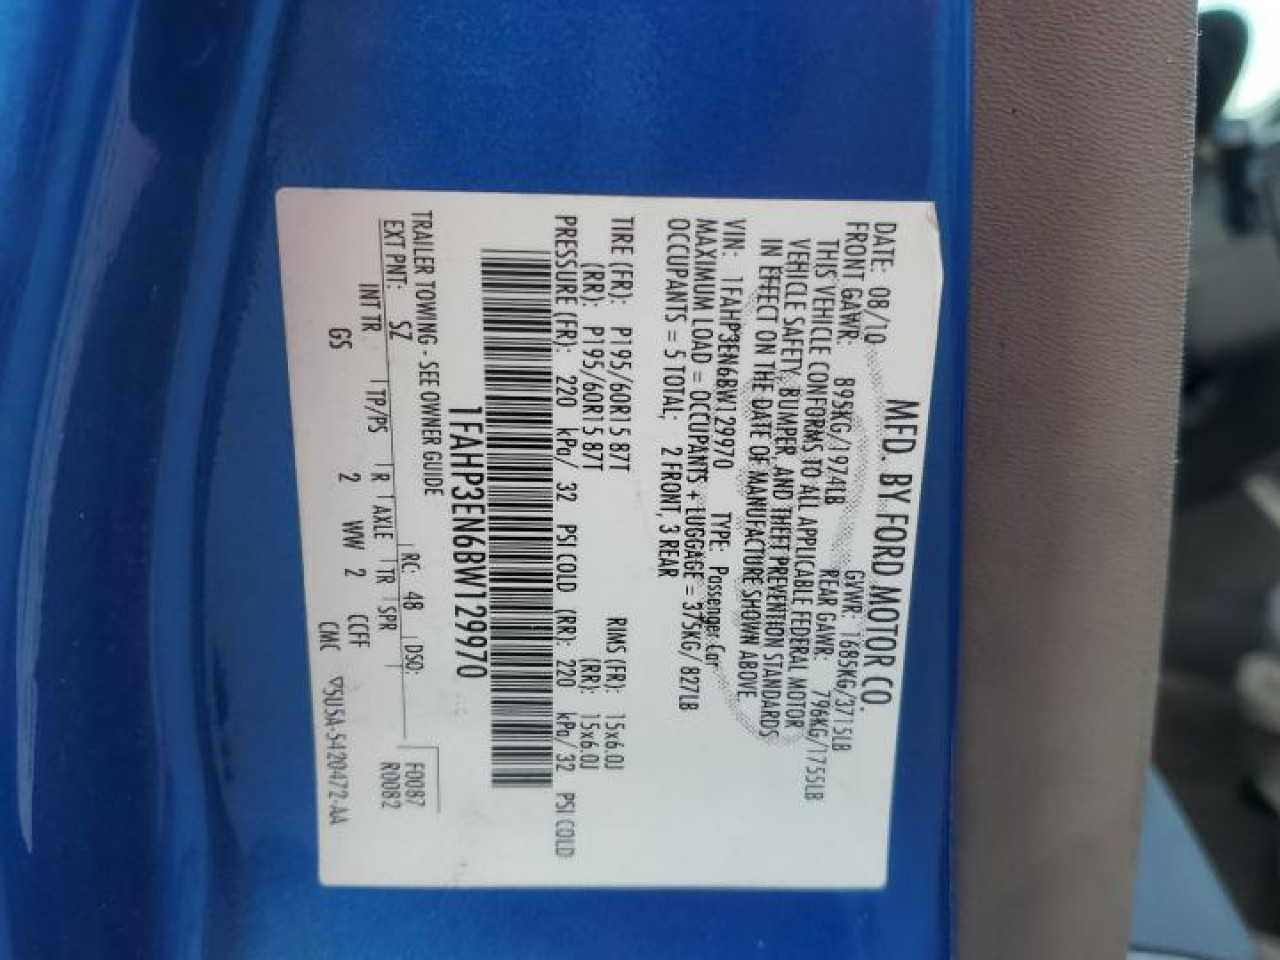 MFD. BY FORD MOTOR CO.
DATE: 08/10 GVWR: 1685KG/3715LB
FRONT GAWR: 895KG/1974LB REAR GAWR: 796KG/1755LB
THIS VEHICLE CONFORMS TO ALL APPLICABLE FEDERAL MOTOR
VEHICLE SAFETY, BUMPER, AND THEFT PREVENTION STANDARDS
IN EFFECT ON THE DATE OF MANUFACTURE SHOWN ABOVE
VIN: 1FAHP3EN6BW129970 TYPE: Passenger Car
MAXIMUM LOAD = OCCUPANTS + LUGGAGE = 375KG/ 827LB
OCCUPANTS = 5 TOTAL; 2 FRONT, 3 REAR
TIRE (FR): P195/60R15 87T RIMS (FR): 15x6.0J
(RR): P195/60R15 87T (RR): 15x6.0J
PRESSURE (FR): 220 kPa/ 32 PSI COLD (RR): 220 kPa/ 32 PSI COLD
1FAHP3EN6BW129970
TRAILER TOWING - SEE OWNER GUIDE
F0087
EXT PNT: SZ RC: 48 DSO: R0082
INT TR TP/PS R AXLE TR SPR
GS 2 WW 2 CCFF
CMC ▽5U5A-5420472-AA